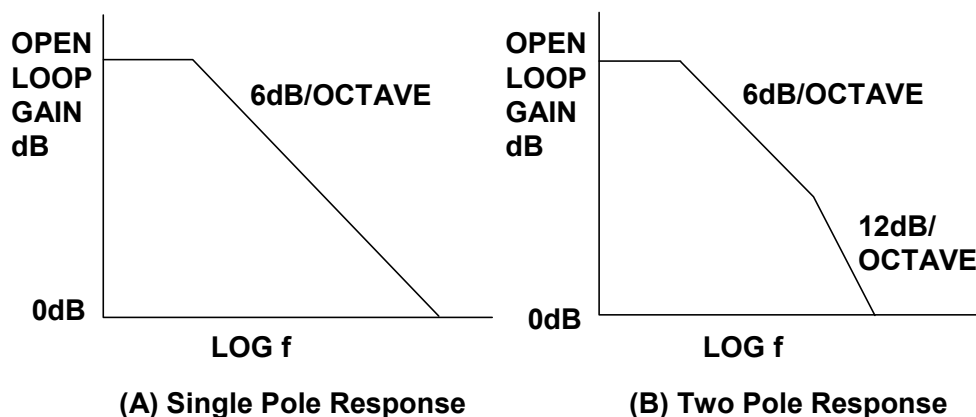 OPEN
LOOP
GAIN
dB
6dB/OCTAVE
0dB
LOG f
(A) Single Pole Response
OPEN
LOOP
GAIN
dB
6dB/OCTAVE
12dB/
OCTAVE
0dB
LOG f
(B) Two Pole Response